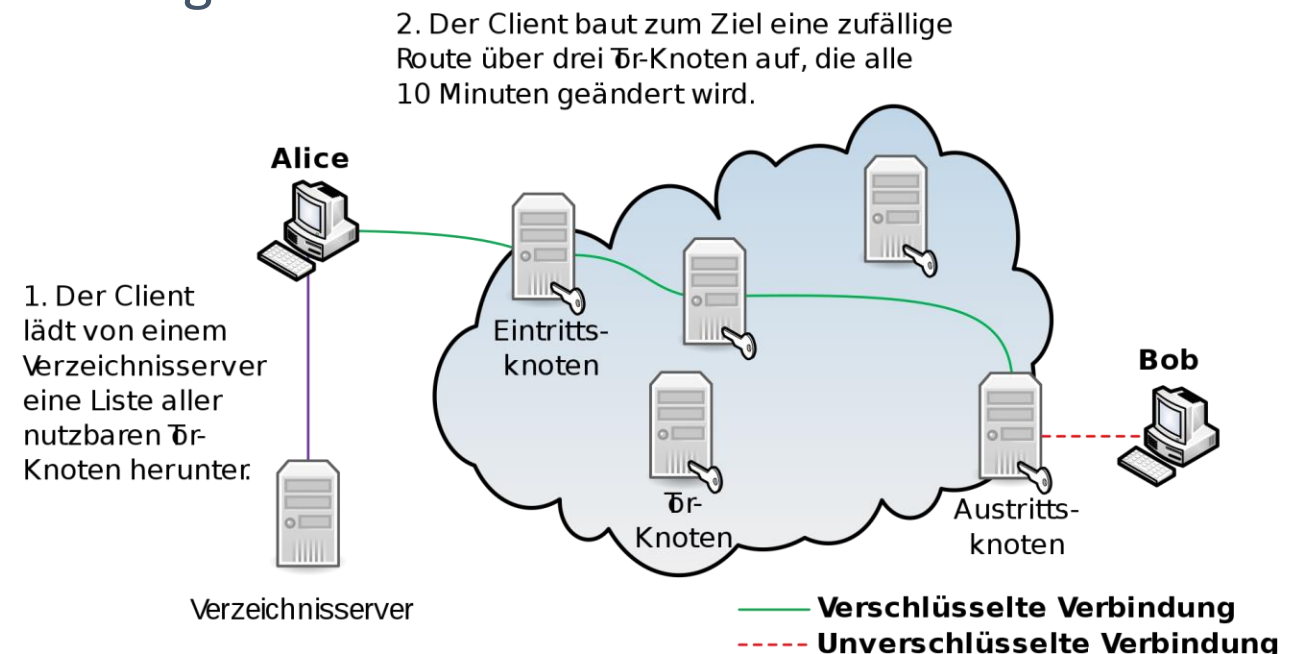 2. Der Client baut zum Ziel eine zufällige
Route über drei Tor-Knoten auf, die alle
10 Minuten geändert wird.
Alice
1. Der Client
lädt von einem
Verzeichnisserver
eine Liste aller
nutzbaren Tor-
Knoten herunter.
Eintritts-
knoten
Bob
Tor-
Knoten
Austritts-
knoten
Verzeichnisserver
Verschlüsselte Verbindung
Unverschlüsselte Verbindung